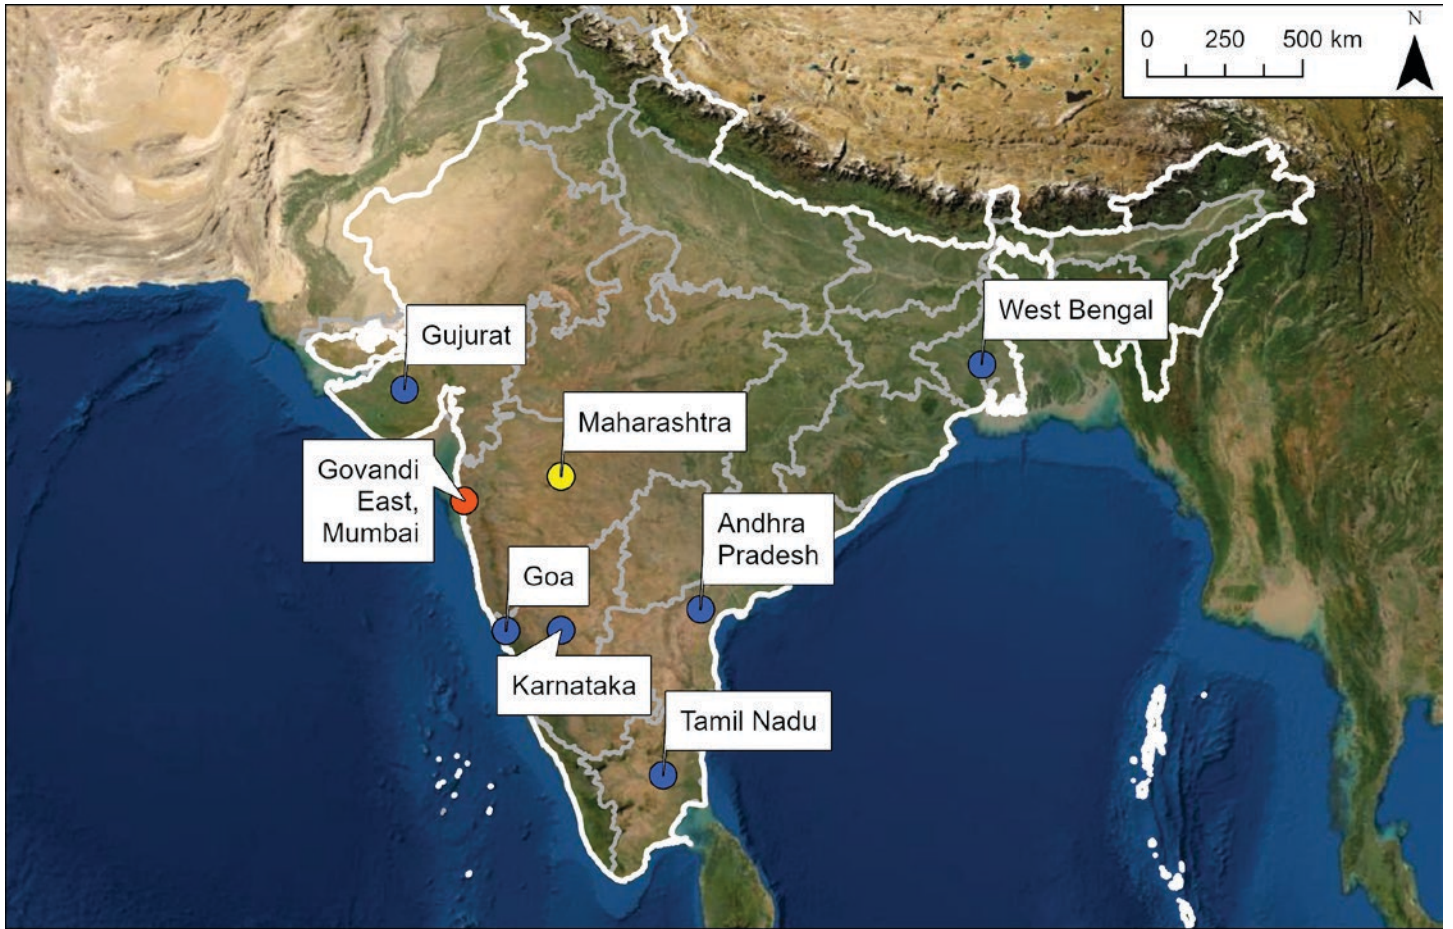 N
0 250 500 km
West Bengal
Gujurat
Maharashtra
Govandi
East,
Mumbai
Andhra
Pradesh
Goa
Karnataka
Tamil Nadu